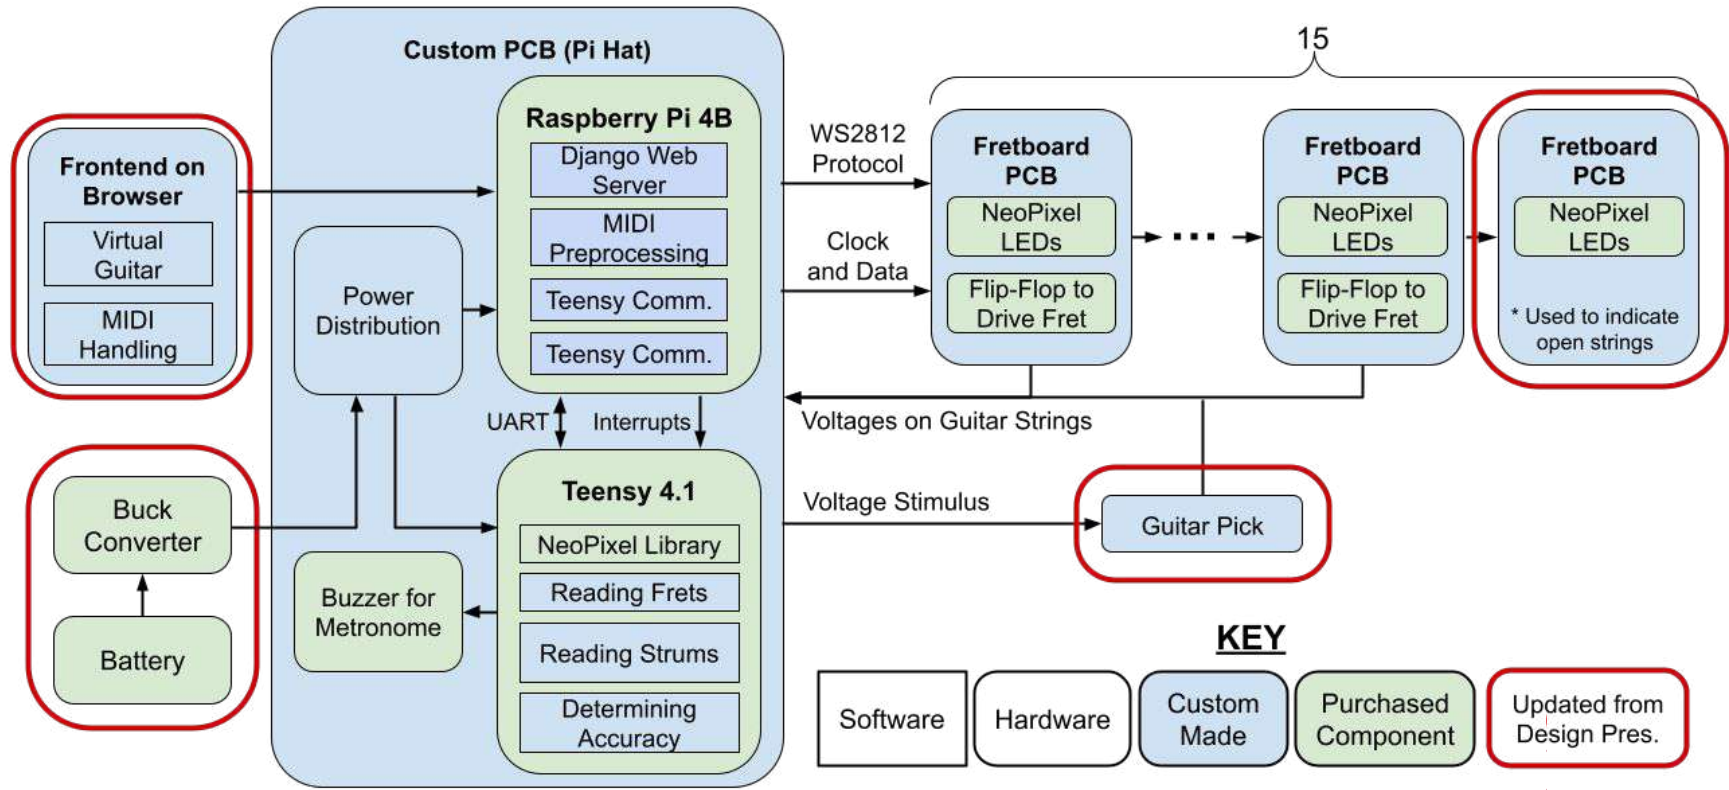 15
Custom PCB (Pi Hat)
Frontend on
Browser
Virtual
Guitar
MIDI
Handling
Raspberry Pi 4B
Django Web
Server
MIDI
Preprocessing
Teensy Comm.
Teensy Comm.
Power
Distribution
UART
Interrupts
Buck
Converter
Battery
Buzzer for
Metronome
Teensy 4.1
NeoPixel Library
Reading Frets
Reading Strums
Determining
Accuracy
WS2812
Protocol
Clock
and Data
Fretboard
PCB
NeoPixel
LEDs
Flip-Flop to
Drive Fret
Fretboard
PCB
NeoPixel
LEDs
Flip-Flop to
Drive Fret
Fretboard
PCB
NeoPixel
LEDs
* Used to indicate
open strings
Voltages on Guitar Strings
Voltage Stimulus
Guitar Pick
KEY
Software
Hardware
Custom
Made
Purchased
Component
Updated from
Design Pres.